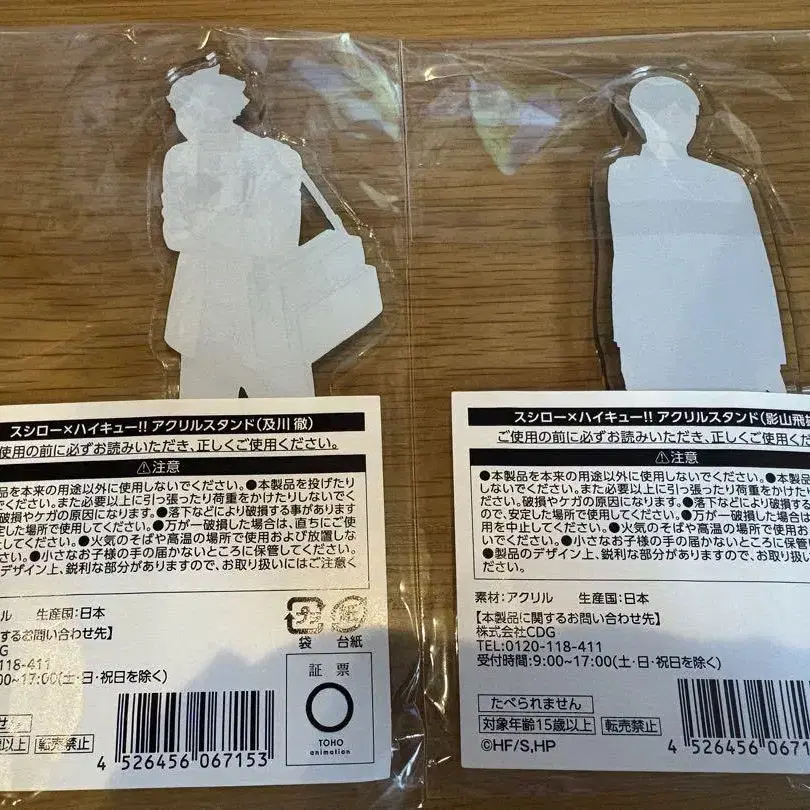 スシロー×ハイキュー!! アクリルスタンド(及川 徹)
使用の前に必ずお読みいただき、正しくご使用ください。
⚠注意
品を本来の用途以外に使用しないでください。●本製品を投げたり
しないでください。また必要以上に引っ張ったり荷重をかけたりしないでく
破損やケガの原因になります。●落下などにより破損する事があります
定した場所で使用してください。●万が一破損した場合は、直ちにご使
止してください。●火気のそばや高温の場所で使用および放置しな
ください。●小さなお子様の手の届かないところに保管してください。
の製品のデザイン上、鋭利な部分がありますので、お取り扱いにはご注意く
ル 生産国:日本
するお問い合わせ先】
DG
-118-411
00~17:00(土・日・祝日を除く)
プラ
袋
紙
台紙
証票
TOHO
animation
せん
以上
転売禁止
4 526456 067153
スシロー×ハイキュー!! アクリルスタンド(影山飛雄
ご使用の前に必ずお読みいただき、正しくご使用ください
⚠注意
●本製品を本来の用途以外に使用しないでください。●本製品を
しないでください。また必要以上に引っ張ったり荷重をかけたりし
ださい。破損やケガの原因になります。●落下などにより破損する
ので、安定した場所で使用してください。●万が一破損した場合は
用を中止してください。●火気のそばや高温の場所で使用および
いでください。●小さなお子様の手の届かないところに保管して
●製品のデザイン上、鋭利な部分がありますので、お取り扱いに
ださい。
素材:アクリル 生産国:日本
【本製品に関するお問い合わせ先】
株式会社CDG
TEL:0120-118-411
受付時間:9:00~17:00(土・日・祝日を除く)
たべられません
対象年齢15歳以上
転売禁止
©HF/S,HP
4 526456 0671